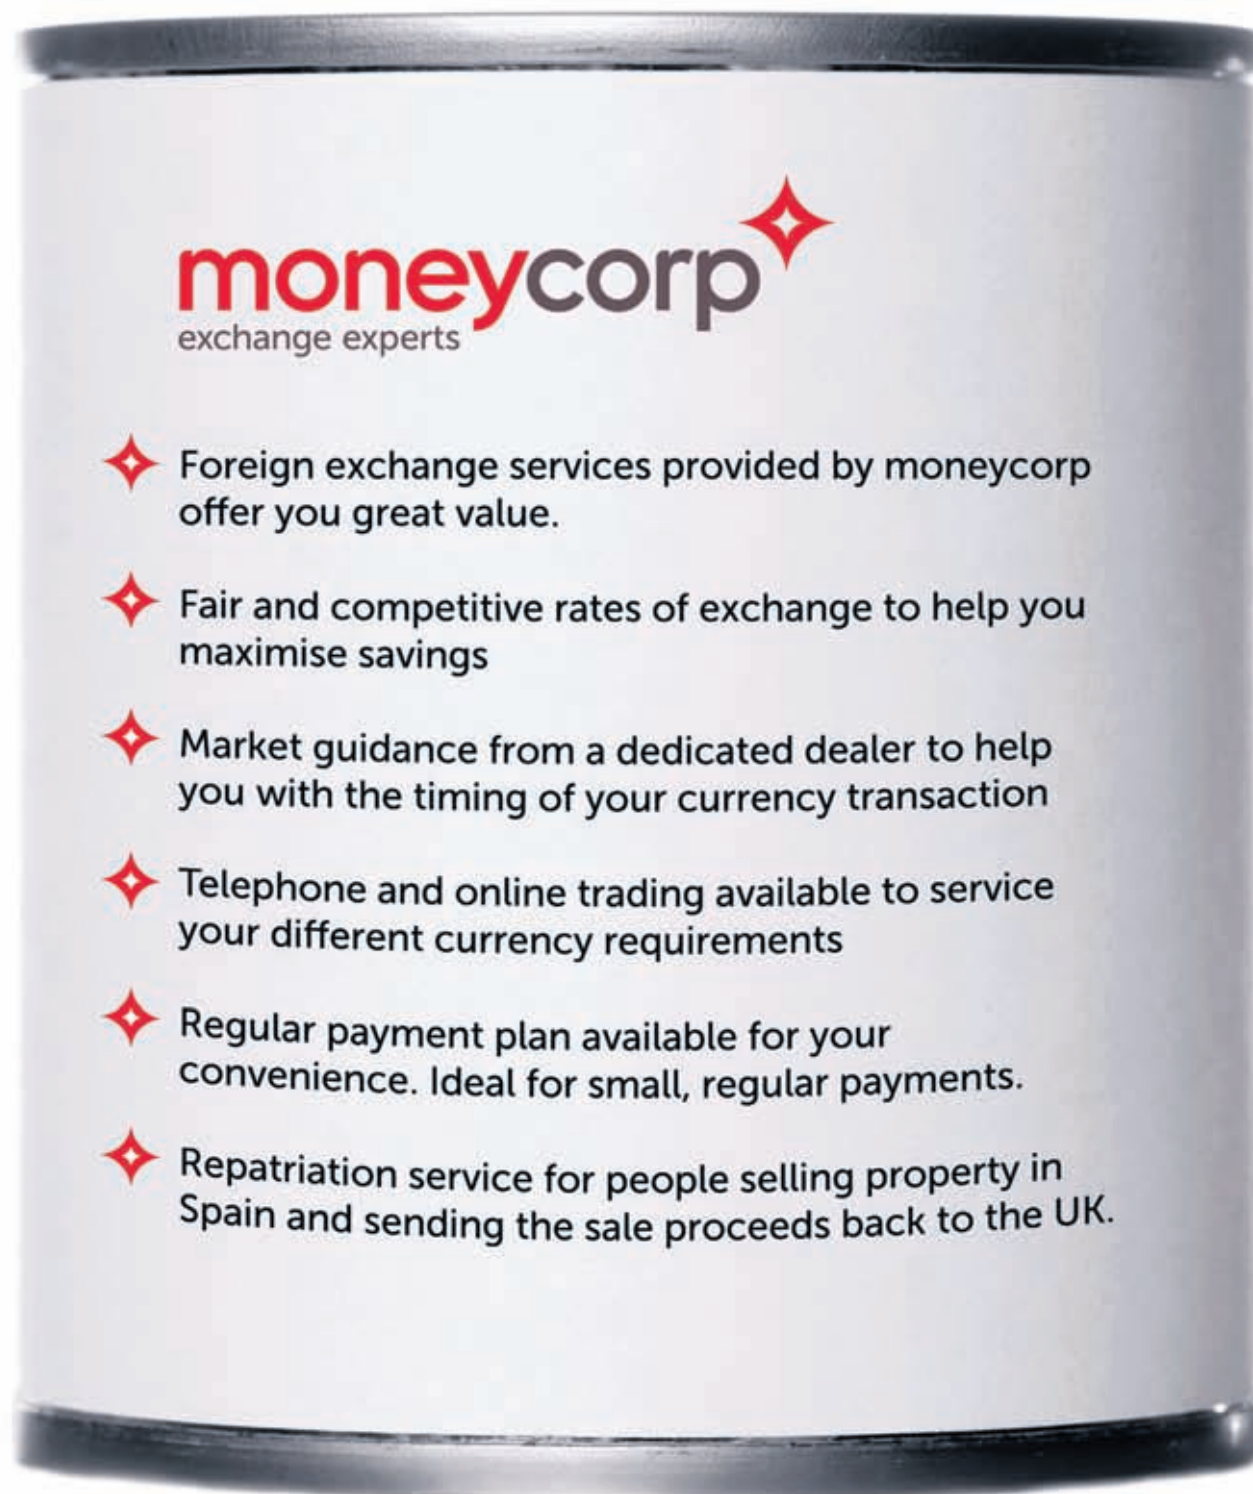 moneycorp
exchange experts
Foreign exchange services provided by moneycorp
offer you great value.
Fair and competitive rates of exchange to help you
maximise savings
Market guidance from a dedicated dealer to help
you with the timing of your currency transaction
Telephone and online trading available to service
your different currency requirements
Regular payment plan available for your
convenience. Ideal for small, regular payments.
Repatriation service for people selling property in
Spain and sending the sale proceeds back to the UK.